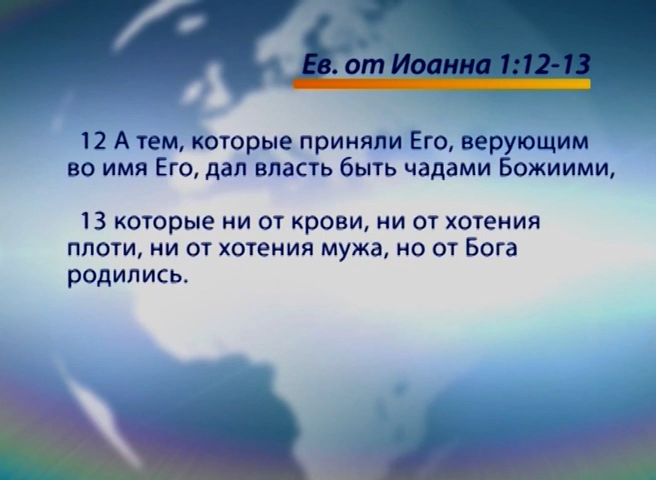 Ев. от Иоанна 1:12-13
12 А тем, которые приняли Его, верующим
во имя Его, дал власть быть чадами Божиими,
13 которые ни от крови, ни от хотения
плоти, ни от хотения мужа, но от Бога
родились.